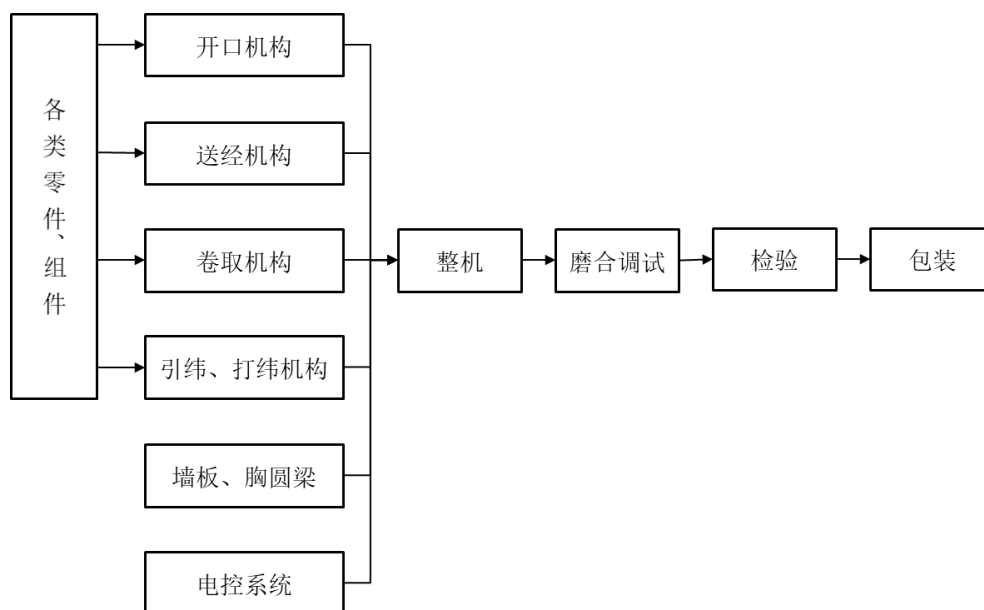 各类零件、组件
开口机构
送经机构
卷取机构
引纬、打纬机构
墙板、胸圆梁
电控系统
整机
磨合调试
检验
包装